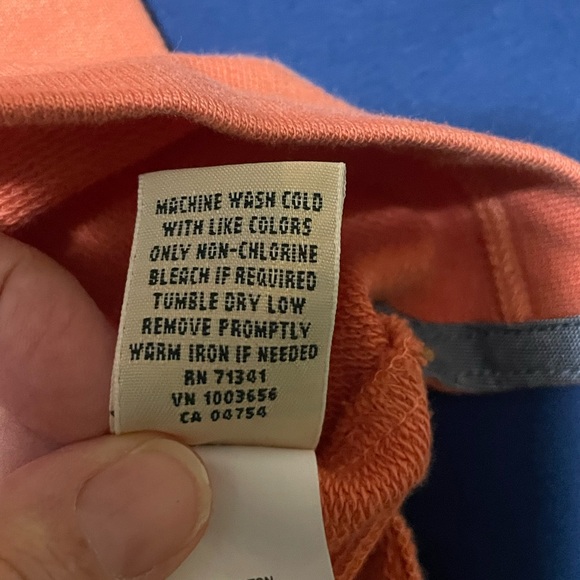 MACHINE WASH COLD
WITH LIKE COLORS
ONLY NON-CHLORINE
BLEACH IF REQUIRED
TUMBLE DRY LOW
REMOVE PROMPTLY
WARM IRON IF NEEDED
RN 71341
VN 1003656
CA 04754